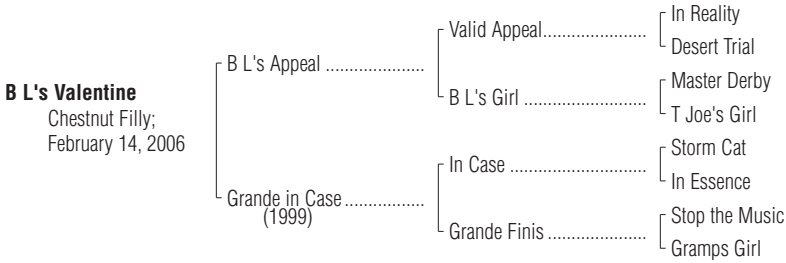 In Reality
Valid Appeal......................
Desert Trial
B L's Appeal .....................
Master Derby
B L's Girl .........................
T Joe's Girl
B L's Valentine
Chestnut Filly;
February 14, 2006
Storm Cat
In Case ............................
In Essence
Grande in Case.................
(1999)
Stop the Music
Grande Finis .....................
Gramps Girl